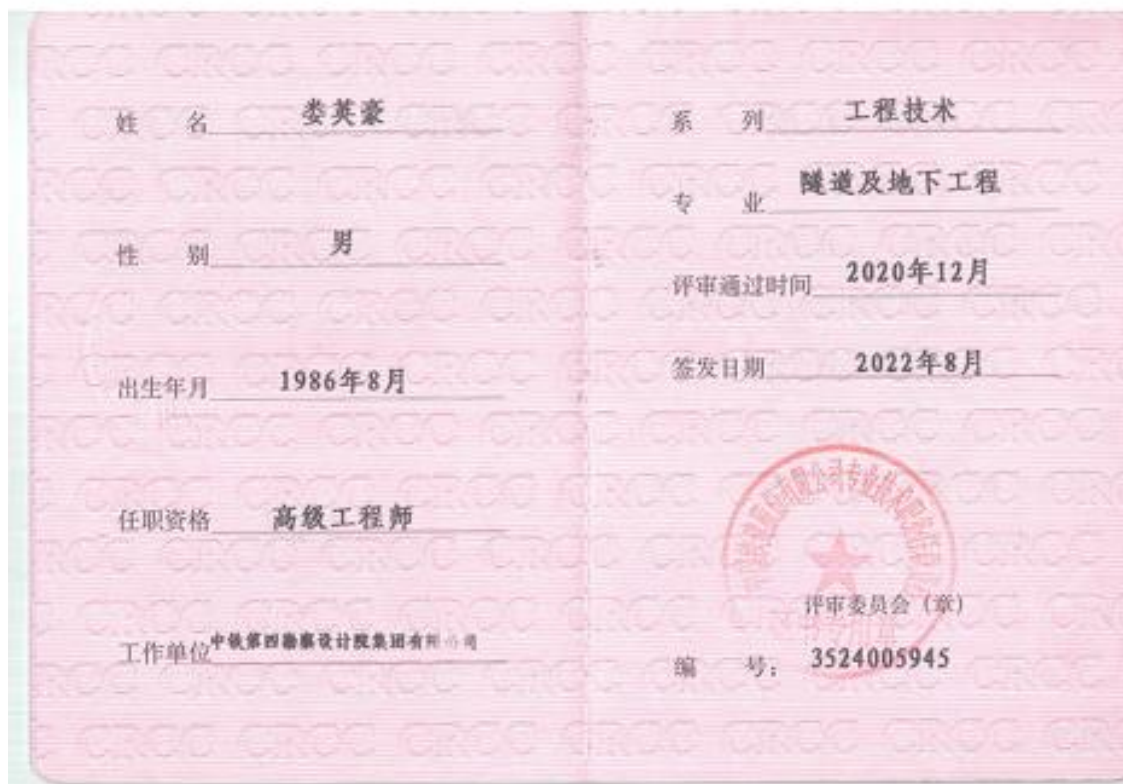 姓 名 娄英豪
性 别 男
出生年月 1986年8月
任职资格 高级工程师
工作单位 中铁第四勘察设计院集团有限公司
系 列 工程技术
专 业 隧道及地下工程
评审通过时间 2020年12月
签发日期 2022年8月
评审委员会（章）
编 号：3524005945
CRCC